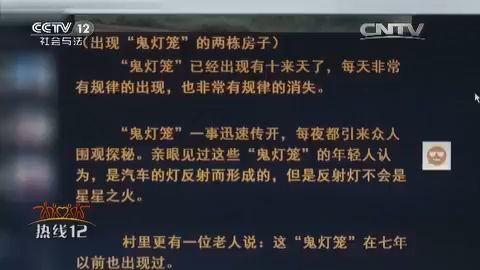 CCTV 12
社会与法
CNTV
（出现“鬼灯笼”的两栋房子）
“鬼灯笼”已经出现有十来天了，每天非常
有规律的出现，也非常有规律的消失。
“鬼灯笼”一事迅速传开，每夜都引来众人
围观探秘。亲眼见过这些“鬼灯笼”的年轻人认
为，是汽车的灯反射而形成的，但是反射灯不会是
星星之火。
村里更有一位老人说：这“鬼灯笼”在七年
以前也出现过。
热线12